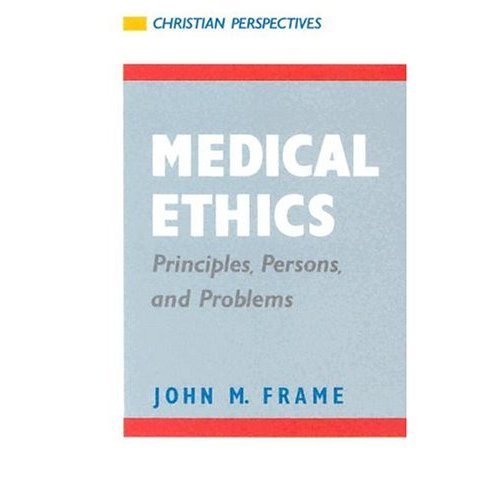 CHRISTIAN PERSPECTIVES
MEDICAL
ETHICS
Principles, Persons,
and Problems
JOHN M. FRAME